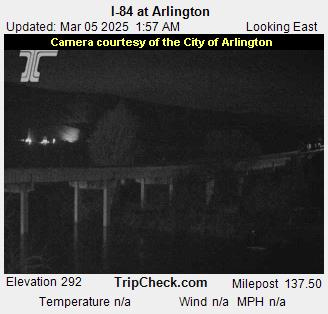 I-84 at Arlington
Updated: Mar 05 2025 1:57 AM Looking East
Camera courtesy of the City of Arlington
Elevation 292 TripCheck.com Milepost 137.50
Temperature n/a Wind n/a MPH n/a